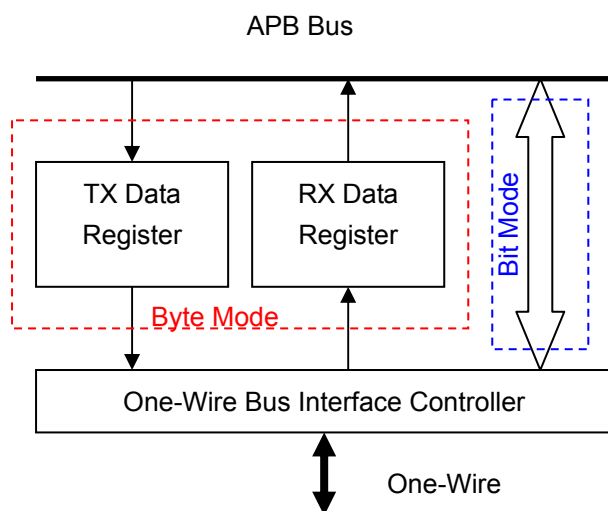 APB Bus
TX Data
Register
RX Data
Register
Bit Mode
Byte Mode
One-Wire Bus Interface Controller
One-Wire